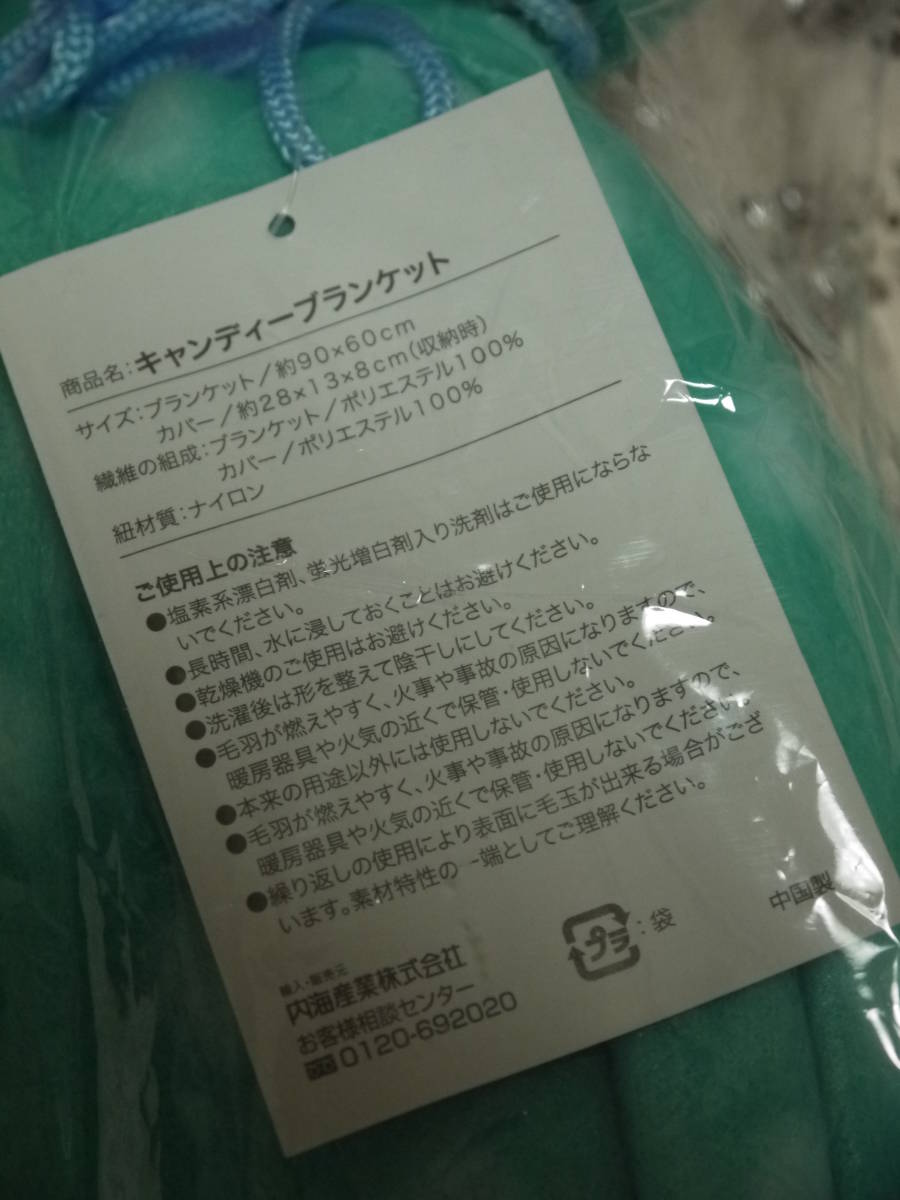 商品名：キャンディーブランケット
サイズ：ブランケット/約90×60cm
カバー/約28×13×8cm(収納時)
繊維の組成：ブランケット/ポリエステル100%
カバー/ポリエステル100%
紐材質：ナイロン
ご使用上の注意
●塩素系漂白剤、蛍光増白剤入り洗剤はご使用にならな
いでください。
●長時間、水に浸しておくことはお避けください。
●乾燥機のご使用はお避けください。
●洗濯後は形を整えて陰干しにしてください。
●毛羽が燃えやすく、火事や事故の原因になりますので、
暖房器具や火気の近くで保管・使用しないでください。
●本来の用途以外には使用しないでください。
●毛羽が燃えやすく、火事や事故の原因になりますので、
暖房器具や火気の近くで保管・使用しないでください。
●繰り返しの使用により表面に毛玉が出来る場合がござ
います。素材特性の一端としてご理解ください。
プラ：袋
中国製
輸入・販売元
内海産業株式会社
お客様相談センター
0120-692020